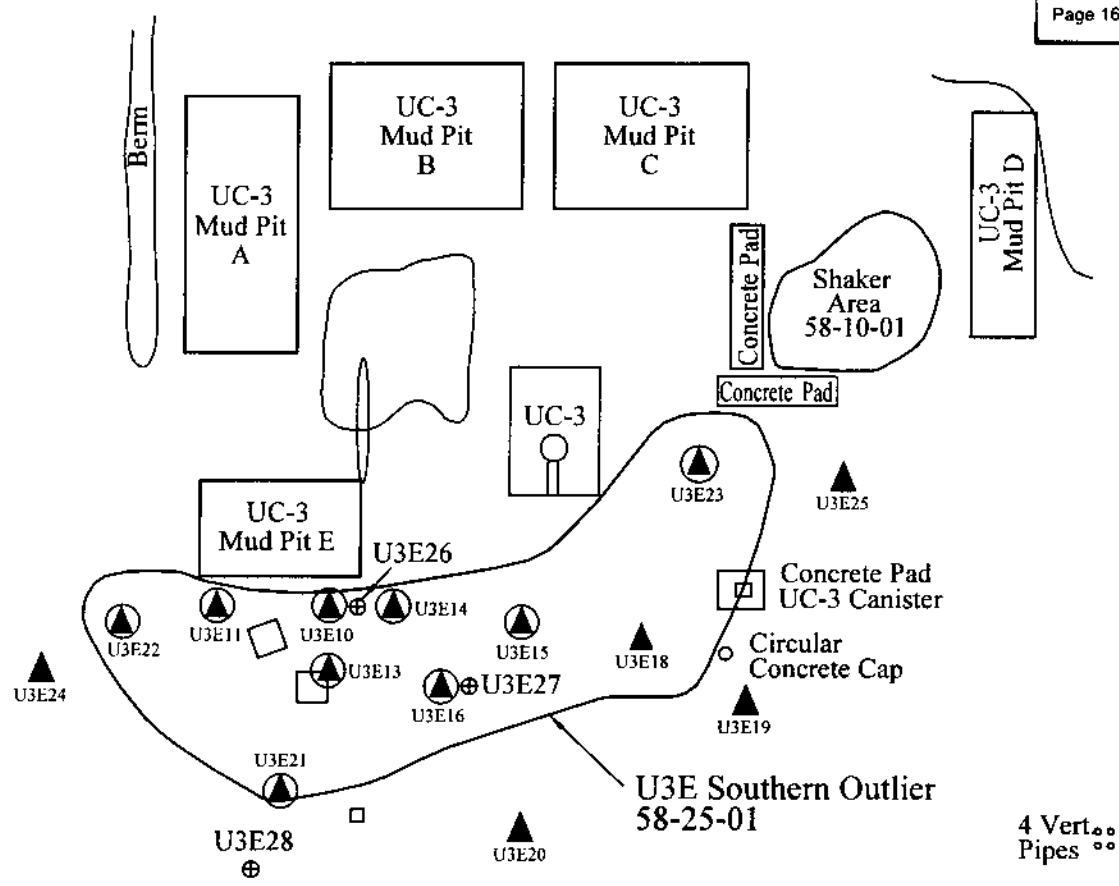 Page 16
Berm
UC-3
Mud Pit
A
UC-3
Mud Pit
B
UC-3
Mud Pit
C
UC-3
Mud Pit D
Concrete Pad
Shaker
Area
58-10-01
Concrete Pad
UC-3
U3E23
U3E25
UC-3
Mud Pit E
U3E26
Concrete Pad
UC-3 Canister
U3E22
U3E11
U3E10
U3E14
U3E15
U3E18
Circular
Concrete Cap
U3E24
U3E13
U3E16
U3E27
U3E19
U3E21
U3E Southern Outlier
58-25-01
U3E28
U3E20
4 Vert.
Pipes